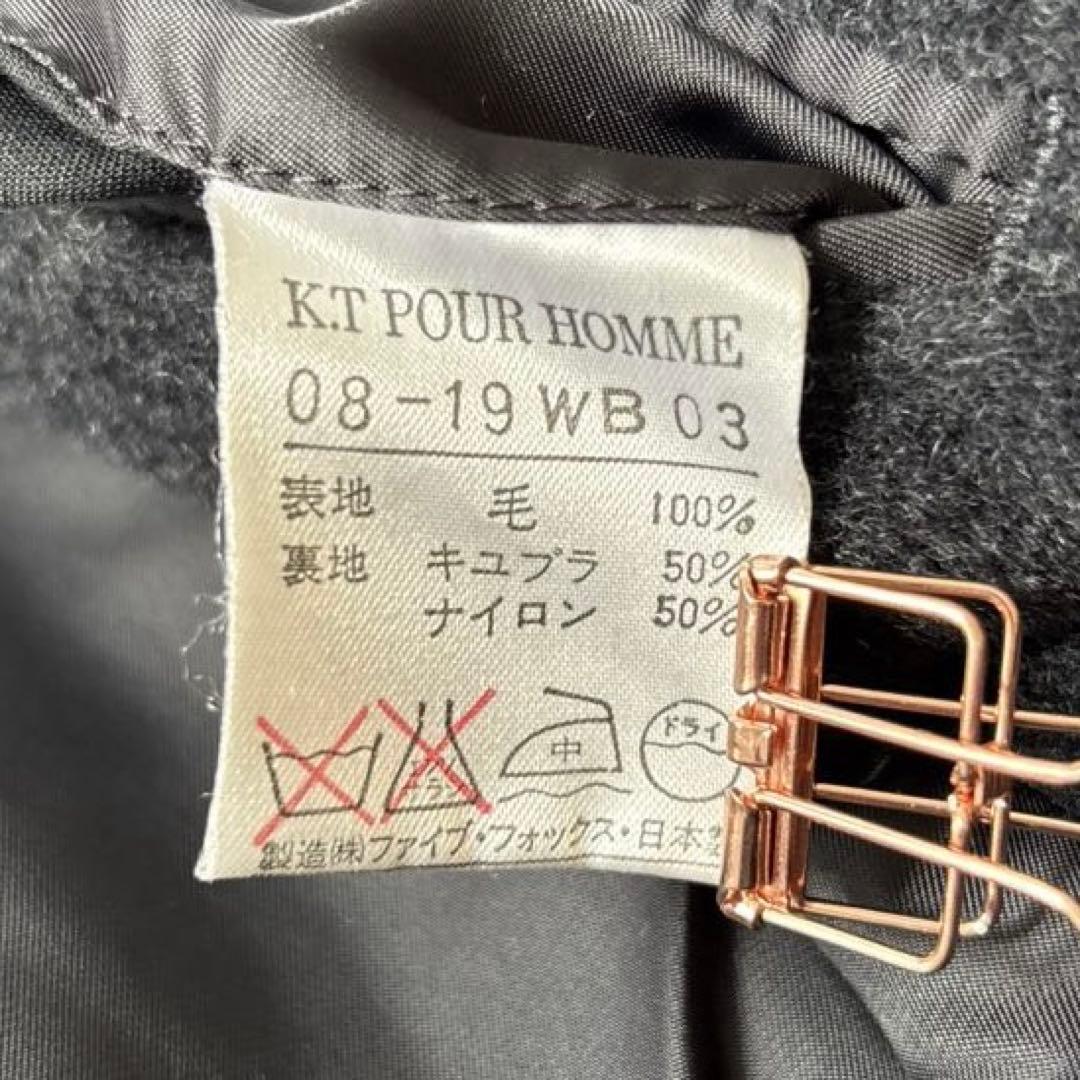 K.T POUR HOMME
08-19 WB 03
表地 毛 100%
裏地 キュプラ 50%
ナイロン 50%
中 ドライ
製造㈱ファイブ・フォックス・日本